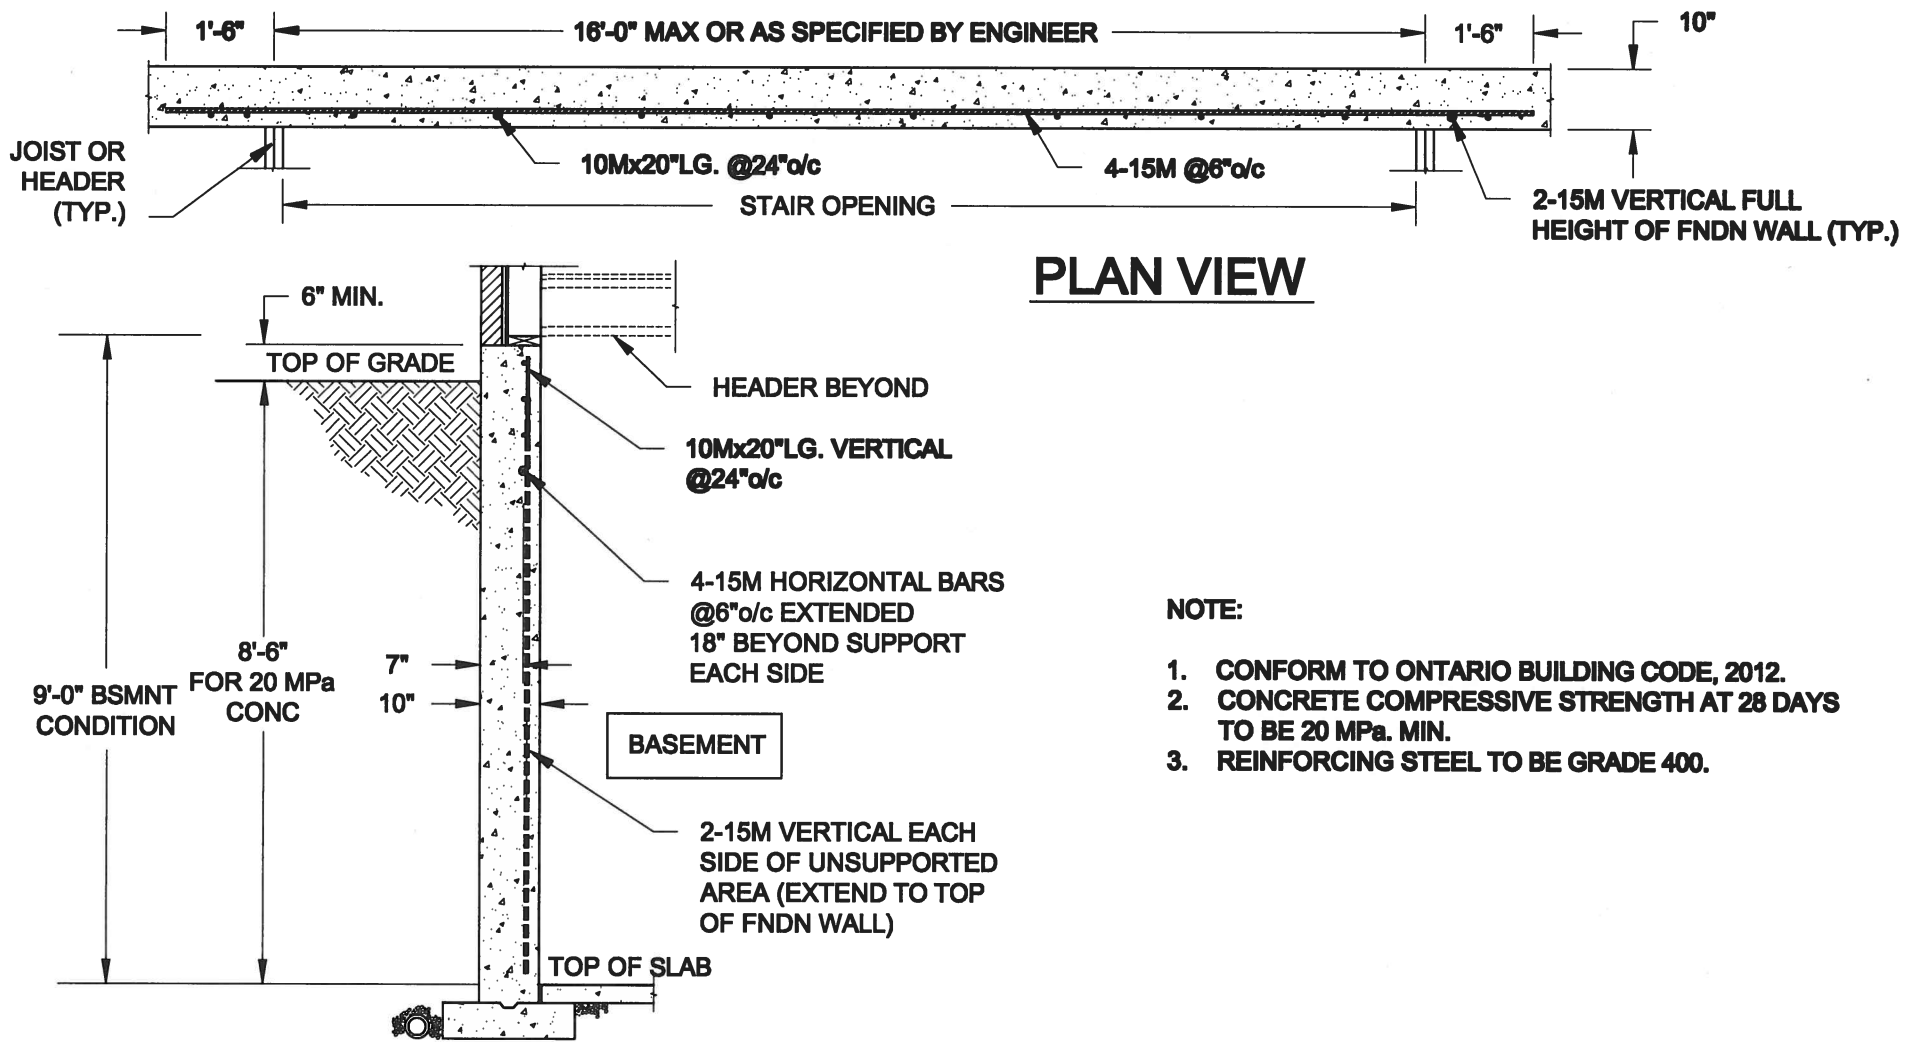 1'-6"
16'-0" MAX OR AS SPECIFIED BY ENGINEER
1'-6"
10"
JOIST OR
HEADER
(TYP.)
10Mx20"LG. @24"o/c
4-15M @6"o/c
STAIR OPENING
2-15M VERTICAL FULL
HEIGHT OF FNDN WALL (TYP.)
PLAN VIEW
6" MIN.
TOP OF GRADE
HEADER BEYOND
10Mx20"LG. VERTICAL
@24"o/c
4-15M HORIZONTAL BARS
@6"o/c EXTENDED
18" BEYOND SUPPORT
EACH SIDE
7"
10"
8'-6"
FOR 20 MPa
CONC
9'-0" BSMNT
CONDITION
BASEMENT
2-15M VERTICAL EACH
SIDE OF UNSUPPORTED
AREA (EXTEND TO TOP
OF FNDN WALL)
TOP OF SLAB
NOTE:
1. CONFORM TO ONTARIO BUILDING CODE, 2012.
2. CONCRETE COMPRESSIVE STRENGTH AT 28 DAYS
TO BE 20 MPa. MIN.
3. REINFORCING STEEL TO BE GRADE 400.